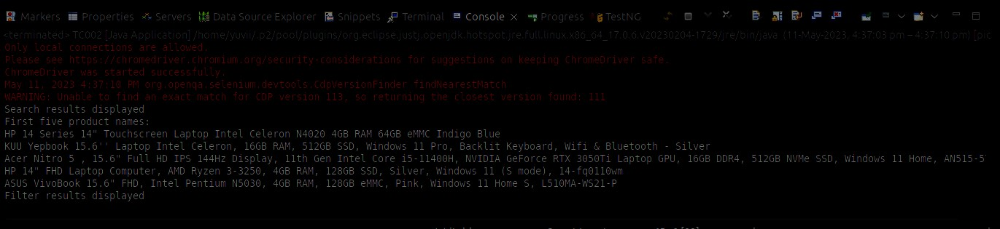 Markers Properties Servers Data Source Explorer Snippets Terminal Console Progress TestNG
<terminated> TC002 [Java Application] /home/yuvii/.p2/pool/plugins/org.eclipse.justj.openjdk.hotspot.jre.full.linux.x86_64_17.0.6.v20230204-1729/jre/bin/java (11-May-2023, 4:37:03 pm – 4:37:10 pm) [pid
Only local connections are allowed.
Please see https://chromedriver.chromium.org/security-considerations for suggestions on keeping ChromeDriver safe.
ChromeDriver was started successfully.
May 11, 2023 4:37:10 PM org.openqa.selenium.devtools.CdpVersionFinder findNearestMatch
WARNING: Unable to find an exact match for CDP version 113, so returning the closest version found: 111
Search results displayed
First five product names:
HP 14 Series 14" Touchscreen Laptop Intel Celeron N4020 4GB RAM 64GB eMMC Indigo Blue
KUU Yepbook 15.6'' Laptop Intel Celeron, 16GB RAM, 512GB SSD, Windows 11 Pro, Backlit Keyboard, Wifi & Bluetooth - Silver
Acer Nitro 5 , 15.6" Full HD IPS 144Hz Display, 11th Gen Intel Core i5-11400H, NVIDIA GeForce RTX 3050Ti Laptop GPU, 16GB DDR4, 512GB NVMe SSD, Windows 11 Home, AN515-5
HP 14" FHD Laptop Computer, AMD Ryzen 3-3250, 4GB RAM, 128GB SSD, Silver, Windows 11 (S mode), 14-fq0110wm
ASUS VivoBook 15.6" FHD, Intel Pentium N5030, 4GB RAM, 128GB eMMC, Pink, Windows 11 Home S, L510MA-WS21-P
Filter results displayed